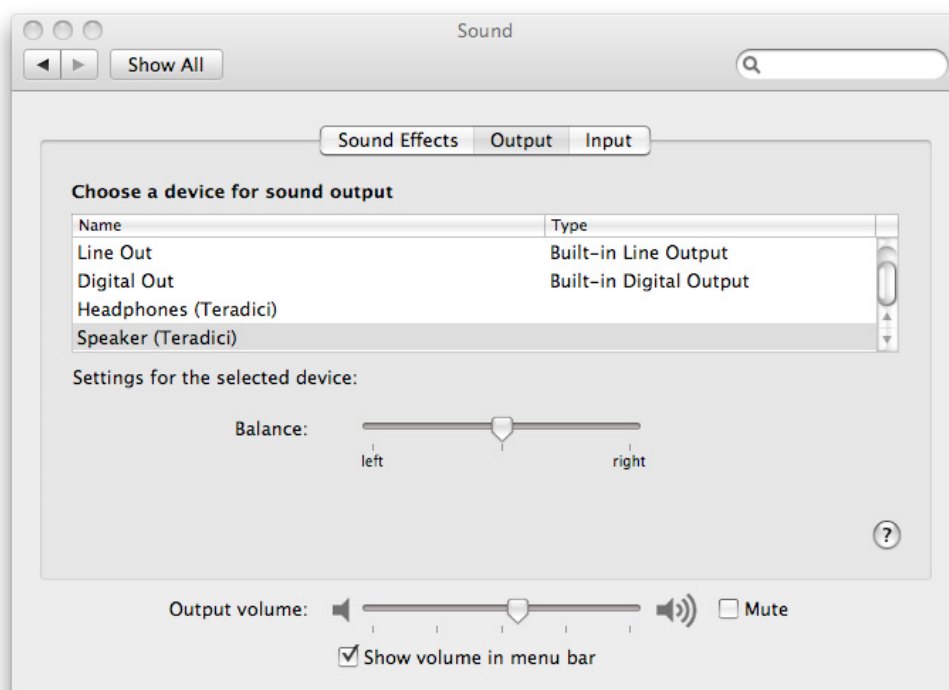 Sound
Show All
Sound Effects Output Input
Choose a device for sound output
Name Type
Line Out Built-in Line Output
Digital Out Built-in Digital Output
Headphones (Teradici)
Speaker (Teradici)
Settings for the selected device:
Balance:
left right
?
Output volume: Mute
Show volume in menu bar